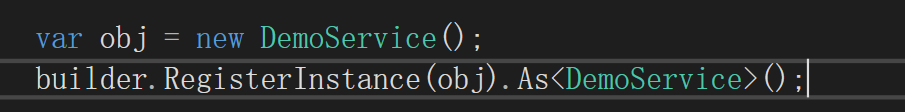 var obj = new DemoService();
builder.RegisterInstance(obj).As<DemoService>();